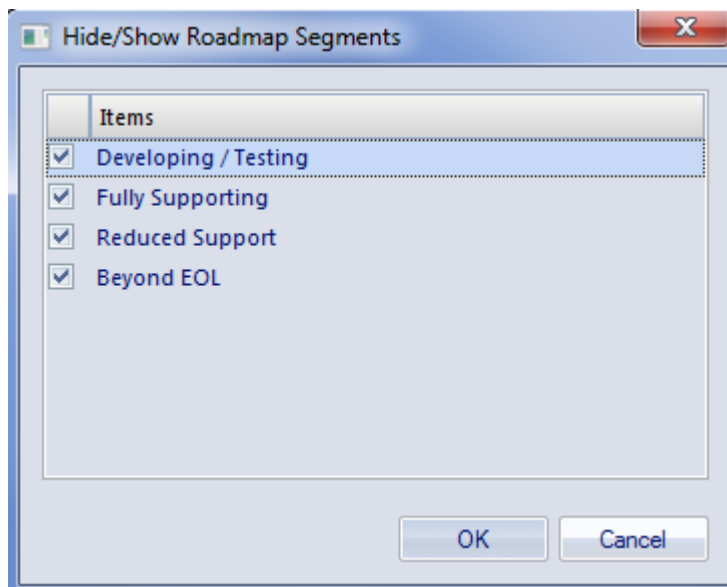 Hide/Show Roadmap Segments
Items
Developing / Testing
Fully Supporting
Reduced Support
Beyond EOL
OK Cancel